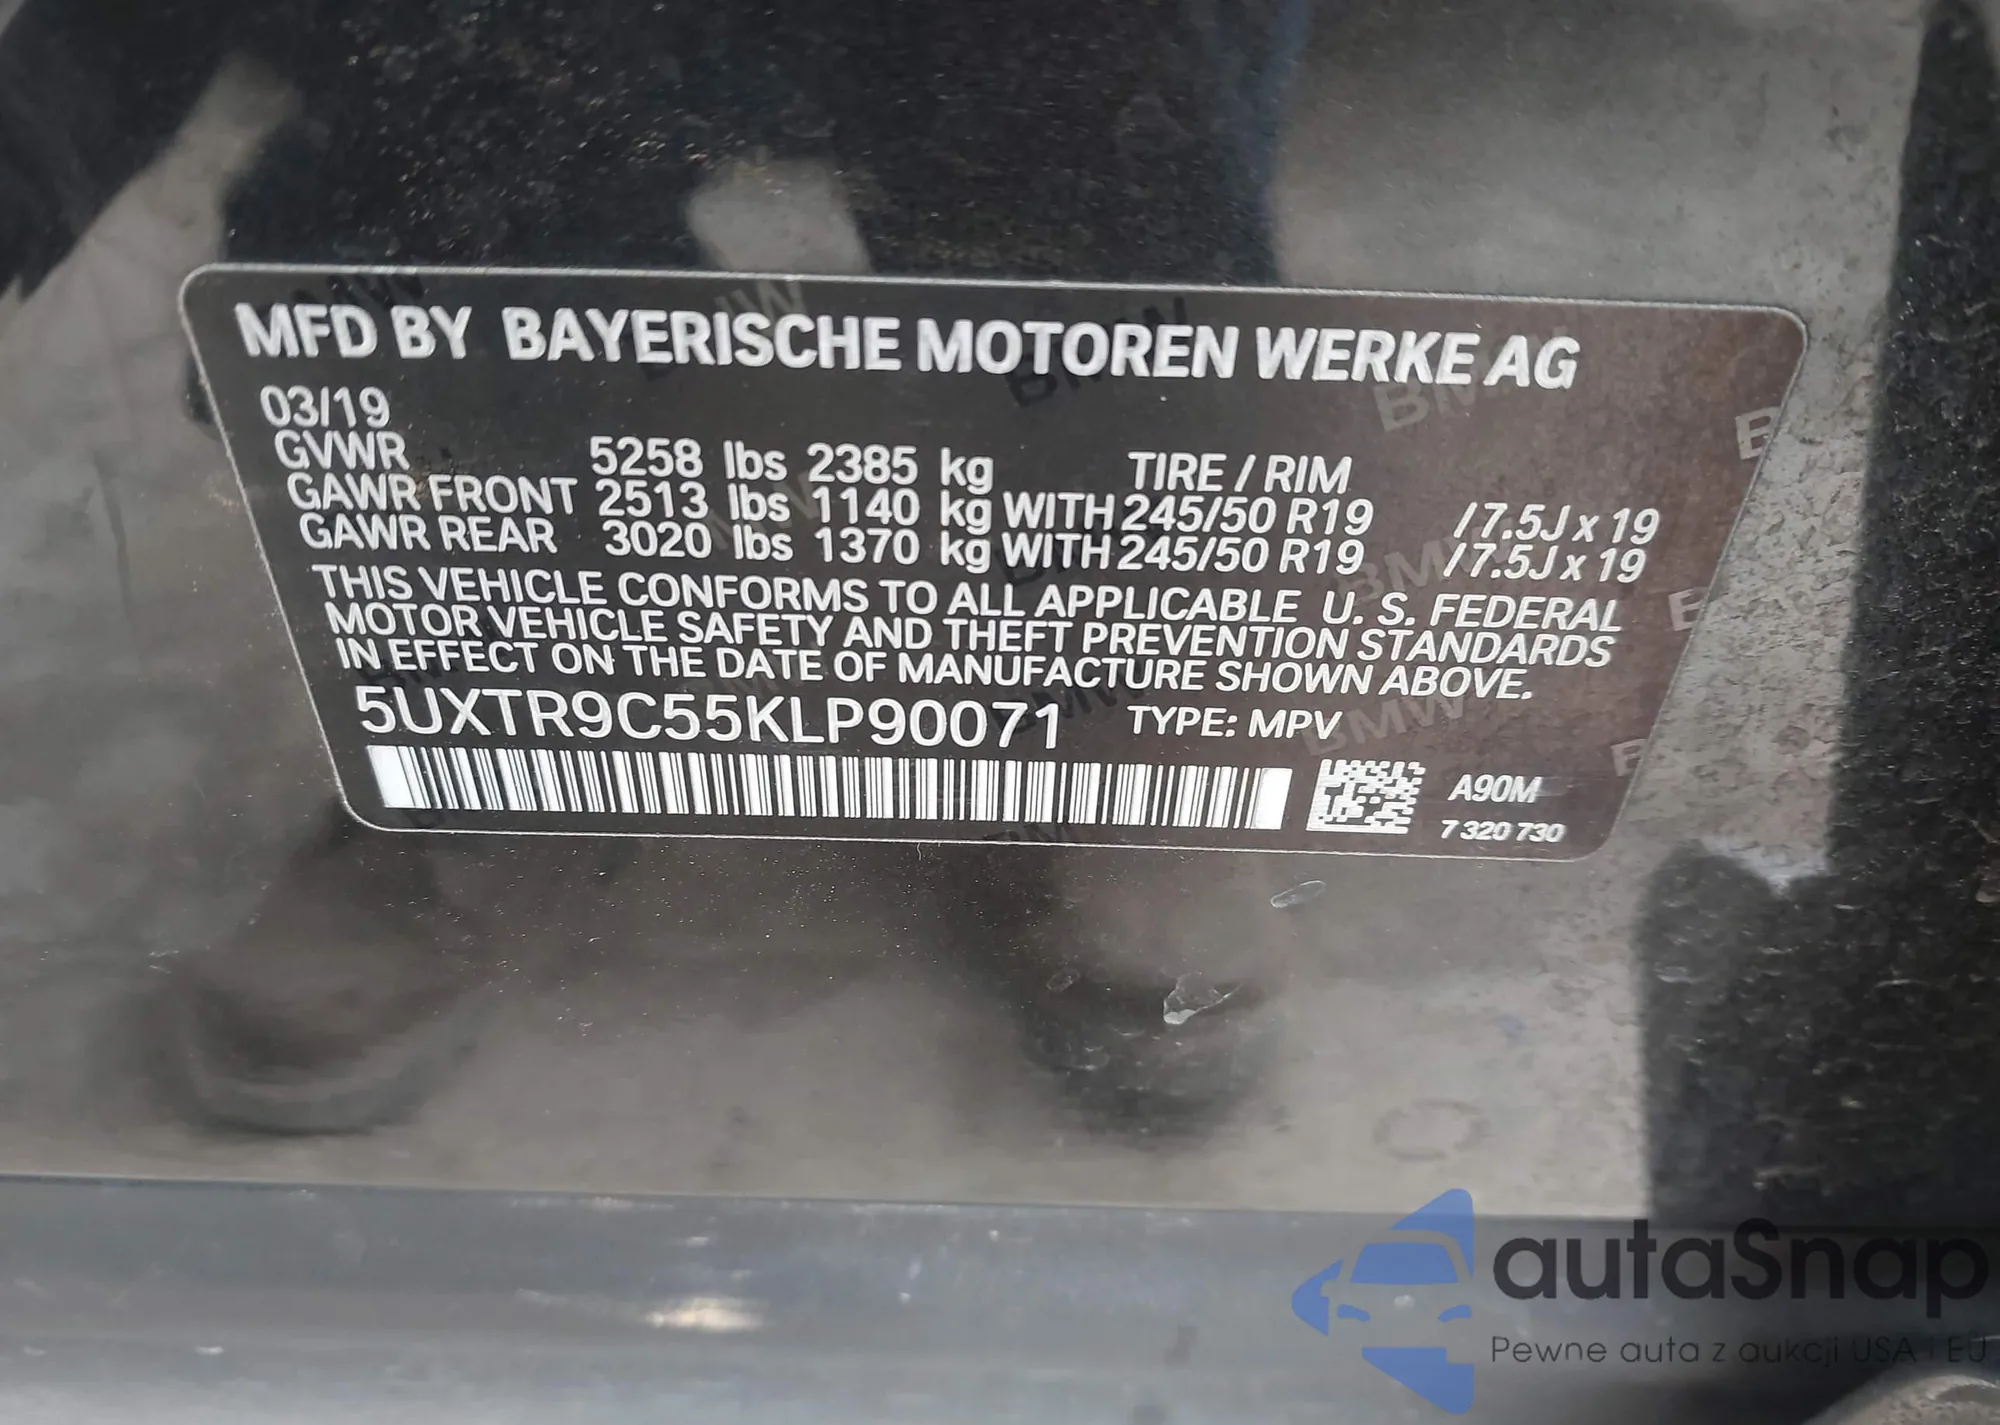 MFD BY BAYERISCHE MOTOREN WERKE AG
03/19
GVWR 5258 lbs 2385 kg TIRE / RIM
GAWR FRONT 2513 lbs 1140 kg WITH 245/50 R19 / 7.5J x 19
GAWR REAR 3020 lbs 1370 kg WITH 245/50 R19 / 7.5J x 19
THIS VEHICLE CONFORMS TO ALL APPLICABLE U. S. FEDERAL
MOTOR VEHICLE SAFETY AND THEFT PREVENTION STANDARDS
IN EFFECT ON THE DATE OF MANUFACTURE SHOWN ABOVE.
5UXTR9C55KLP90071 TYPE: MPV
A90M
7 320 730
autaSnap
Pewne auta z aukcji USA i EU